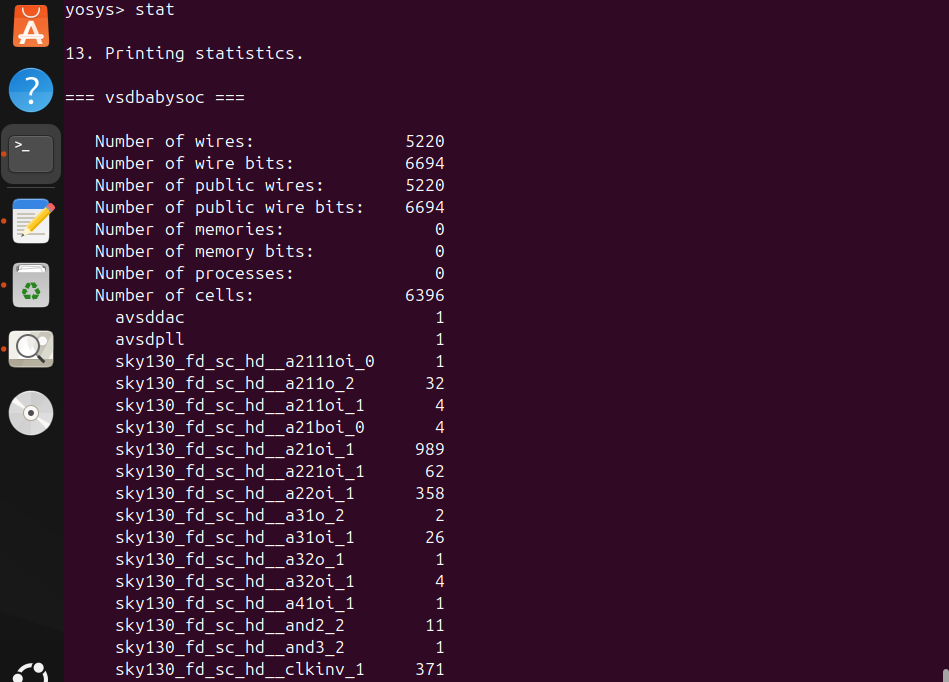 yosys> stat
13. Printing statistics.
=== vsdbabysoc ===
Number of wires: 5220
Number of wire bits: 6694
Number of public wires: 5220
Number of public wire bits: 6694
Number of memories: 0
Number of memory bits: 0
Number of processes: 0
Number of cells: 6396
avsddac 1
avsdpll 1
sky130_fd_sc_hd__a2111oi_0 1
sky130_fd_sc_hd__a211o_2 32
sky130_fd_sc_hd__a211oi_1 4
sky130_fd_sc_hd__a21boi_0 4
sky130_fd_sc_hd__a21oi_1 989
sky130_fd_sc_hd__a221oi_1 62
sky130_fd_sc_hd__a22oi_1 358
sky130_fd_sc_hd__a31o_2 2
sky130_fd_sc_hd__a31oi_1 26
sky130_fd_sc_hd__a32o_1 1
sky130_fd_sc_hd__a32oi_1 4
sky130_fd_sc_hd__a41oi_1 1
sky130_fd_sc_hd__and2_2 11
sky130_fd_sc_hd__and3_2 1
sky130_fd_sc_hd__clkinv_1 371